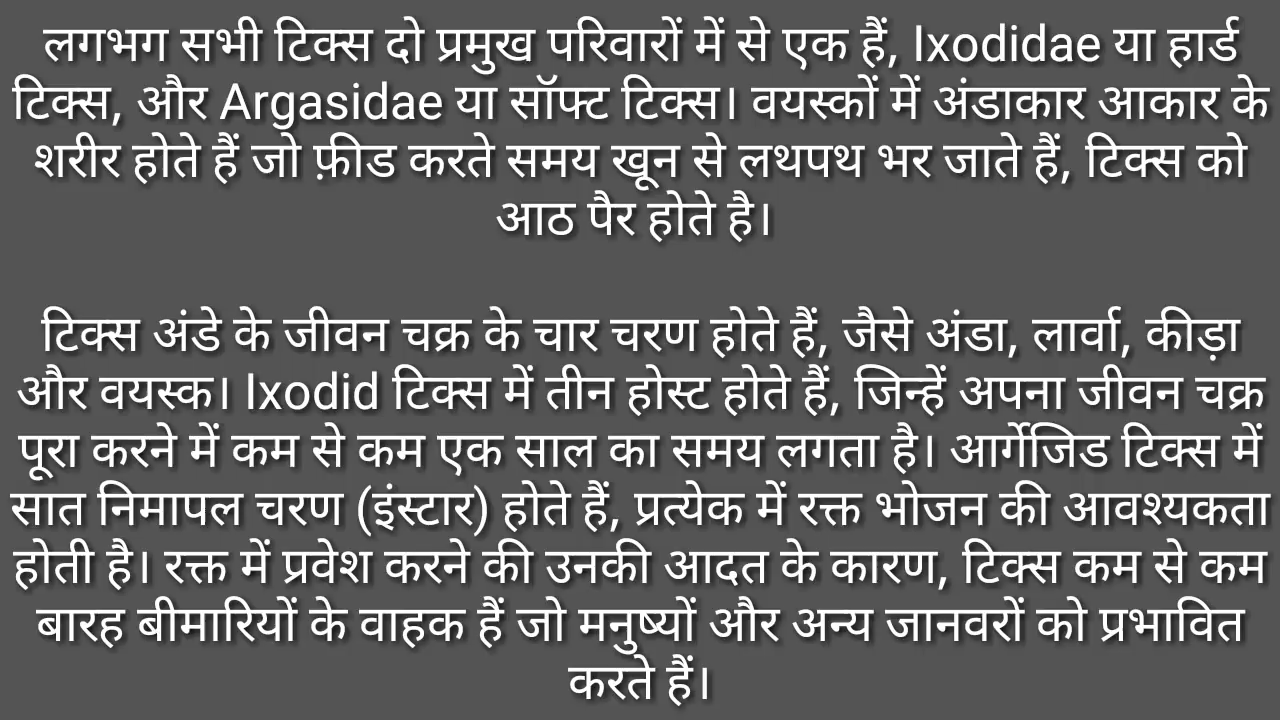 लगभग सभी टिक्स दो प्रमुख परिवारों में से एक हैं, Ixodidae या हार्ड
टिक्स, और Argasidae या सॉफ्ट टिक्स। वयस्कों में अंडाकार आकार के
शरीर होते हैं जो फ़ीड करते समय खून से लथपथ भर जाते हैं, टिक्स को
आठ पैर होते है।
टिक्स अंडे के जीवन चक्र के चार चरण होते हैं, जैसे अंडा, लार्वा, कीड़ा
और वयस्क। Ixodid टिक्स में तीन होस्ट होते हैं, जिन्हें अपना जीवन चक्र
पूरा करने में कम से कम एक साल का समय लगता है। आर्गेजिड टिक्स में
सात निमापल चरण (इंस्टार) होते हैं, प्रत्येक में रक्त भोजन की आवश्यकता
होती है। रक्त में प्रवेश करने की उनकी आदत के कारण, टिक्स कम से कम
बारह बीमारियों के वाहक हैं जो मनुष्यों और अन्य जानवरों को प्रभावित
करते हैं।